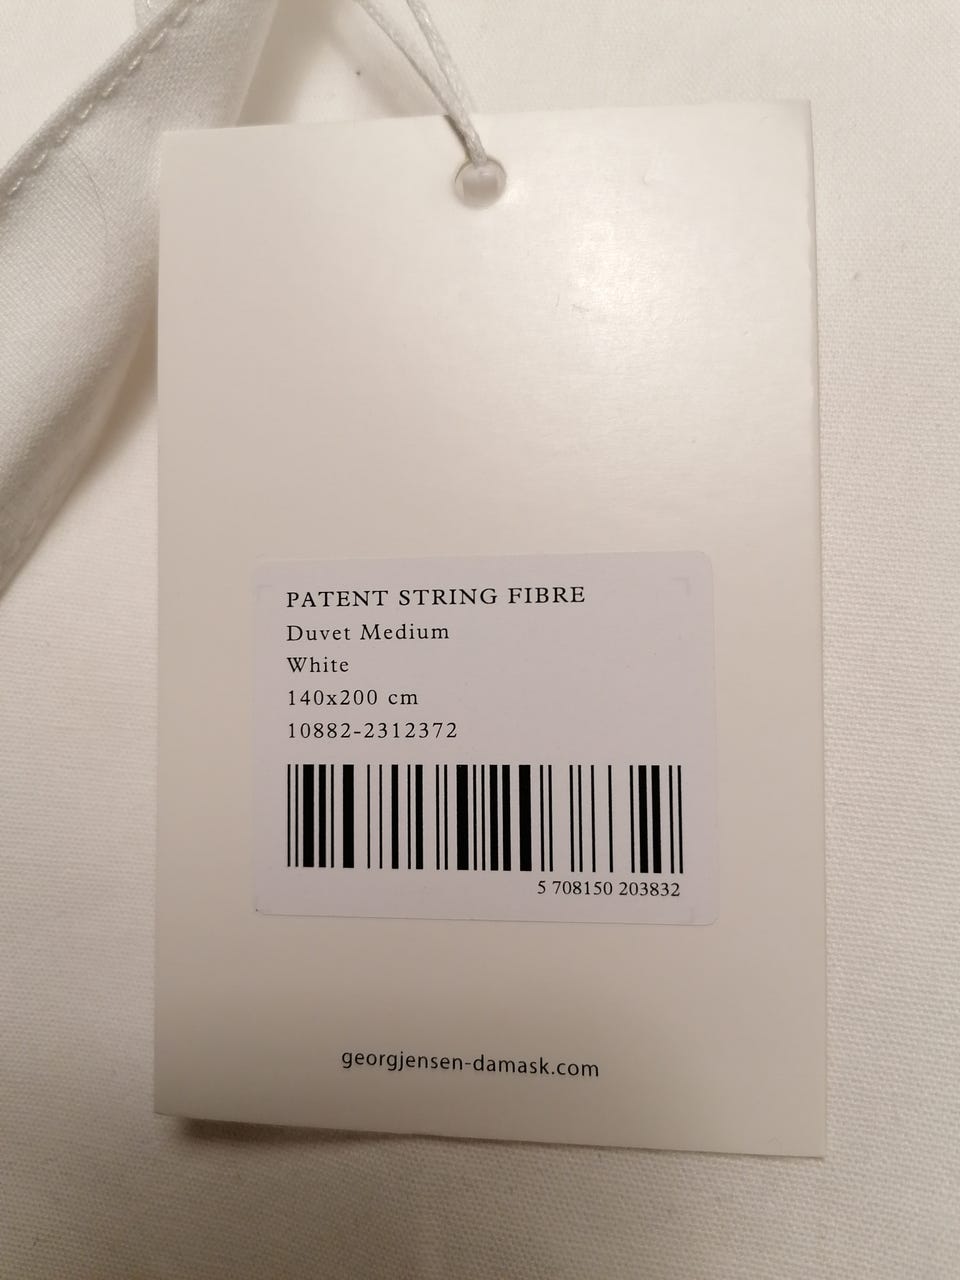 PATENT STRING FIBRE
Duvet Medium
White
140x200 cm
10882-2312372
5 708150 203832
georgjensen-damask.com